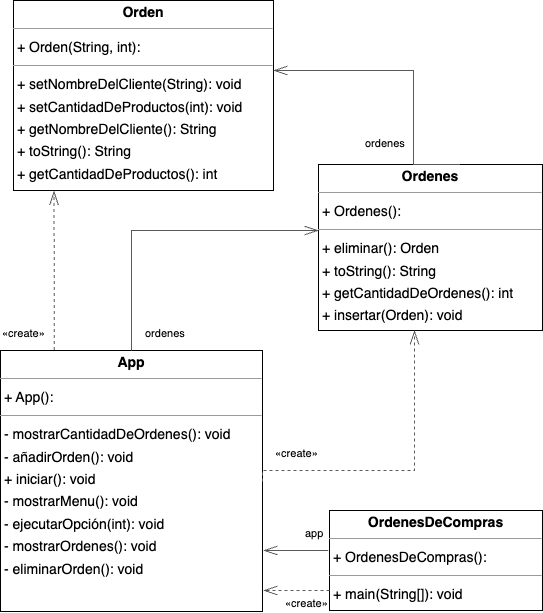 Orden
+ Orden(String, int):
+ setNombreDelCliente(String): void
+ setCantidadDeProductos(int): void
+ getNombreDelCliente(): String
+ toString(): String
+ getCantidadDeProductos(): int
ordenes
Ordenes
+ Ordenes():
+ eliminar(): Orden
+ toString(): String
+ getCantidadDeOrdenes(): int
+ insertar(Orden): void
«create»
ordenes
App
+ App():
- mostrarCantidadDeOrdenes(): void
- añadirOrden(): void
+ iniciar(): void
- mostrarMenu(): void
- ejecutarOpción(int): void
- mostrarOrdenes(): void
- eliminarOrden(): void
«create»
app
«create»
OrdenesDeCompras
+ OrdenesDeCompras():
+ main(String[]): void